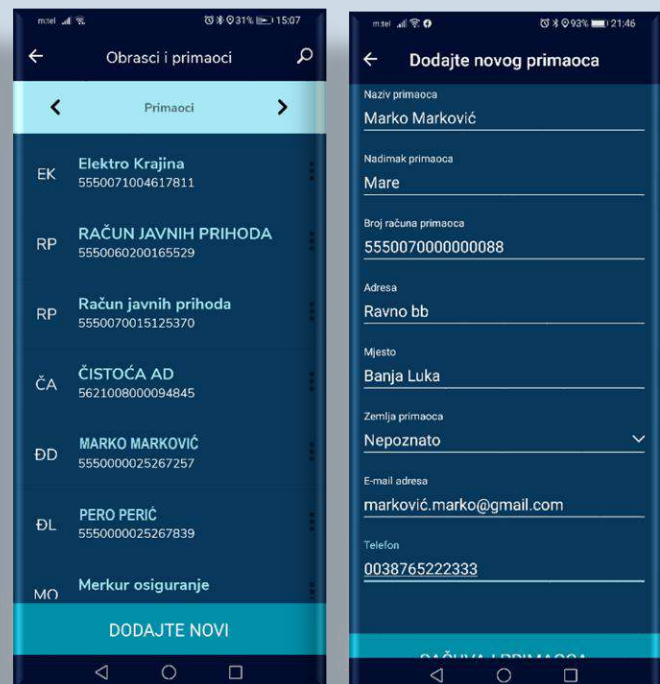 m:tel
31% 15:07
Obrasci i primaoci
Primaoci
EK
Elektro Krajina
5550071004617811
RP
RAČUN JAVNIH PRIHODA
5550060200165529
RP
Račun javnih prihoda
5550070015125370
ČA
ČISTOĆA AD
5621008000094845
ĐD
MARKO MARKOVIĆ
5550000025267257
ĐL
PERO PERIĆ
5550000025267839
MO
Merkur osiguranje
DODAJTE NOVI
m:tel
93% 21:46
Dodajte novog primaoca
Naziv primaoca
Marko Marković
Nadimak primaoca
Mare
Broj računa primaoca
5550070000000088
Adresa
Ravno bb
Mjesto
Banja Luka
Zemlja primaoca
Nepoznato
E-mail adresa
marković.marko@gmail.com
Telefon
0038765222333